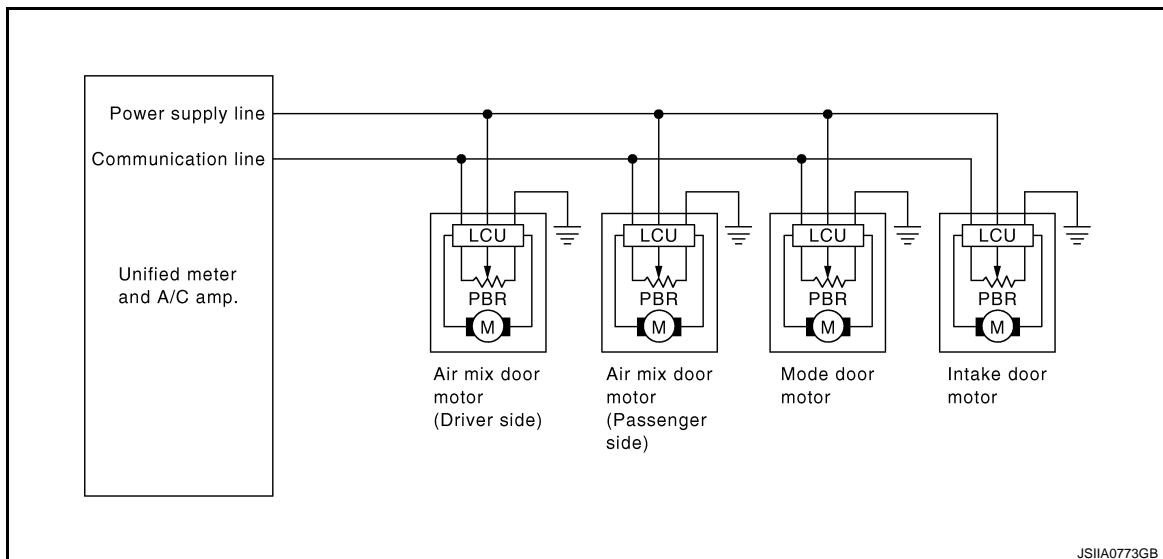 Power supply line
Communication line
Unified meter
and A/C amp.
LCU
PBR
M
Air mix door
motor
(Driver side)
LCU
PBR
M
Air mix door
motor
(Passenger
side)
LCU
PBR
M
Mode door
motor
LCU
PBR
M
Intake door
motor
JSIIA0773GB